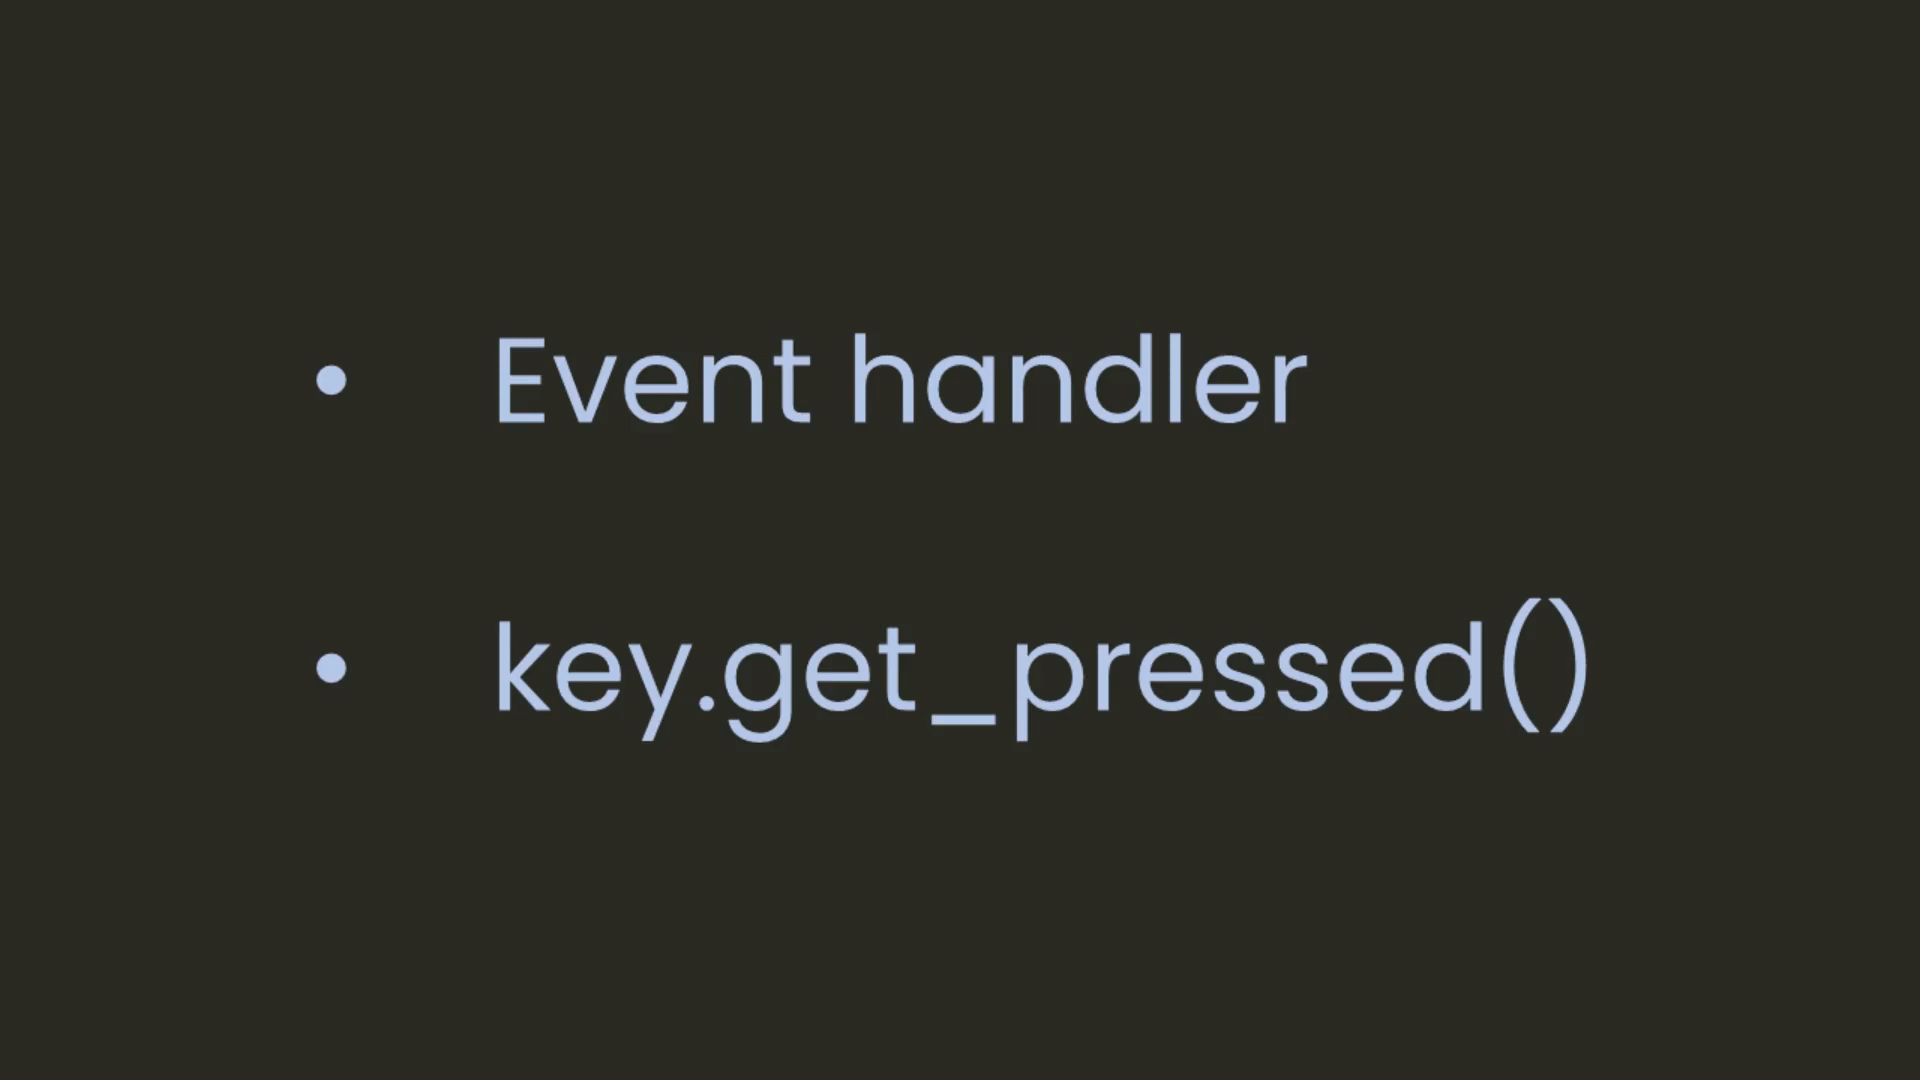 • Event handler
• key.get_pressed()